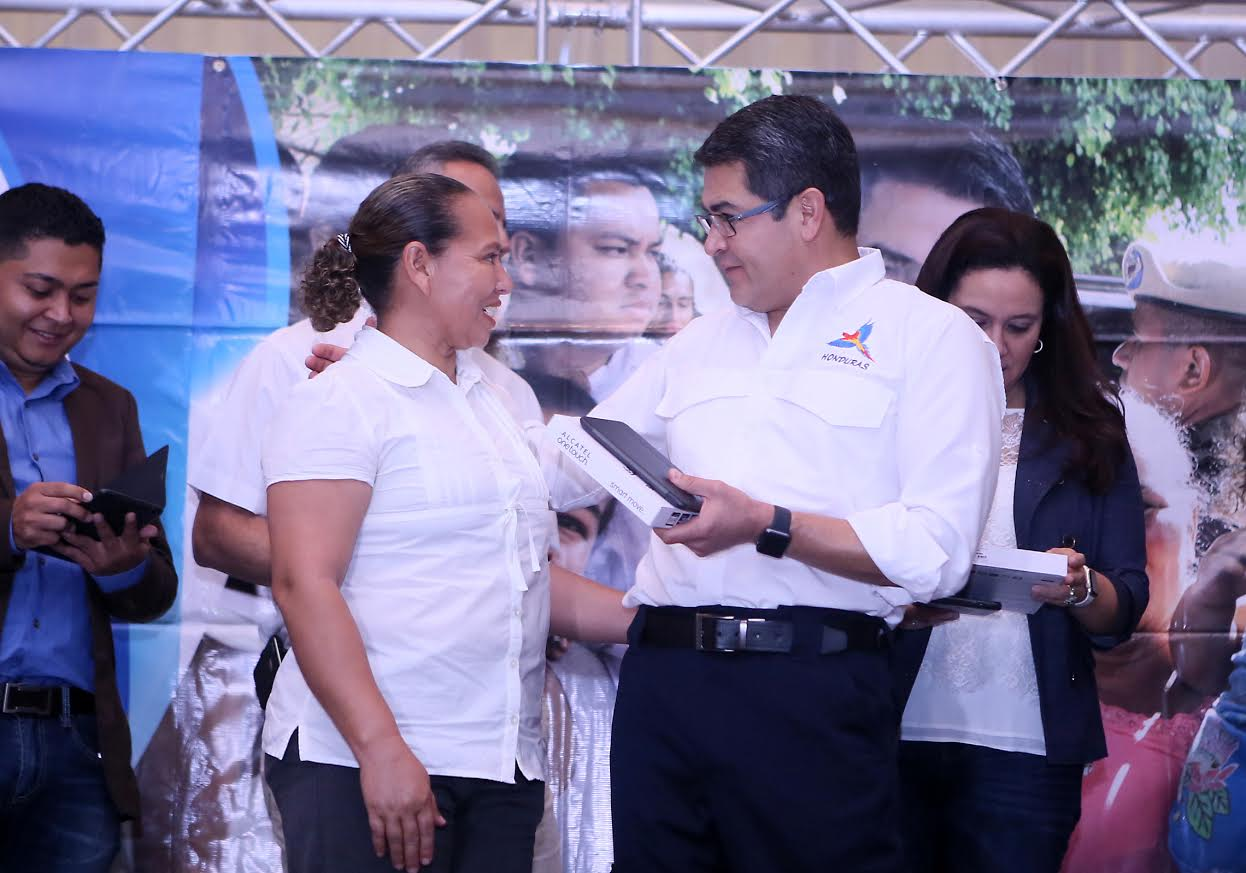 ALCATEL
onetouch.
smart move.
HONDURAS